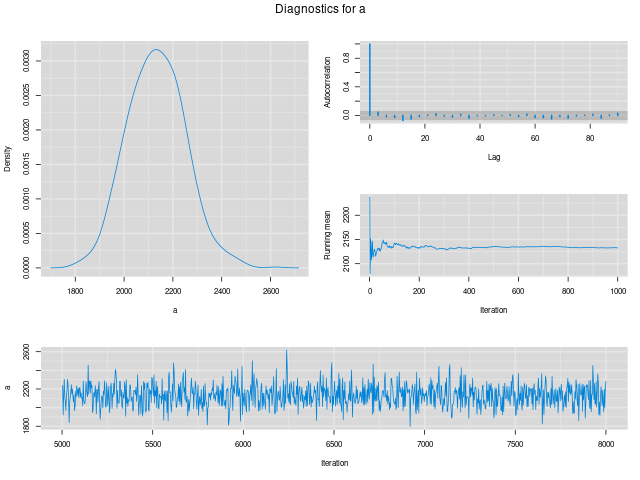 Diagnostics for a
Density
0.0000 0.0005 0.0010 0.0015 0.0020 0.0025 0.0030
1800 2000 2200 2400 2600
a
Autocorrelation
0.0 0.4 0.8
0 20 40 60 80
Lag
Running mean
2100 2150 2200
0 200 400 600 800 1000
Iteration
a
1800 2200 2600
5000 5500 6000 6500 7000 7500 8000
Iteration